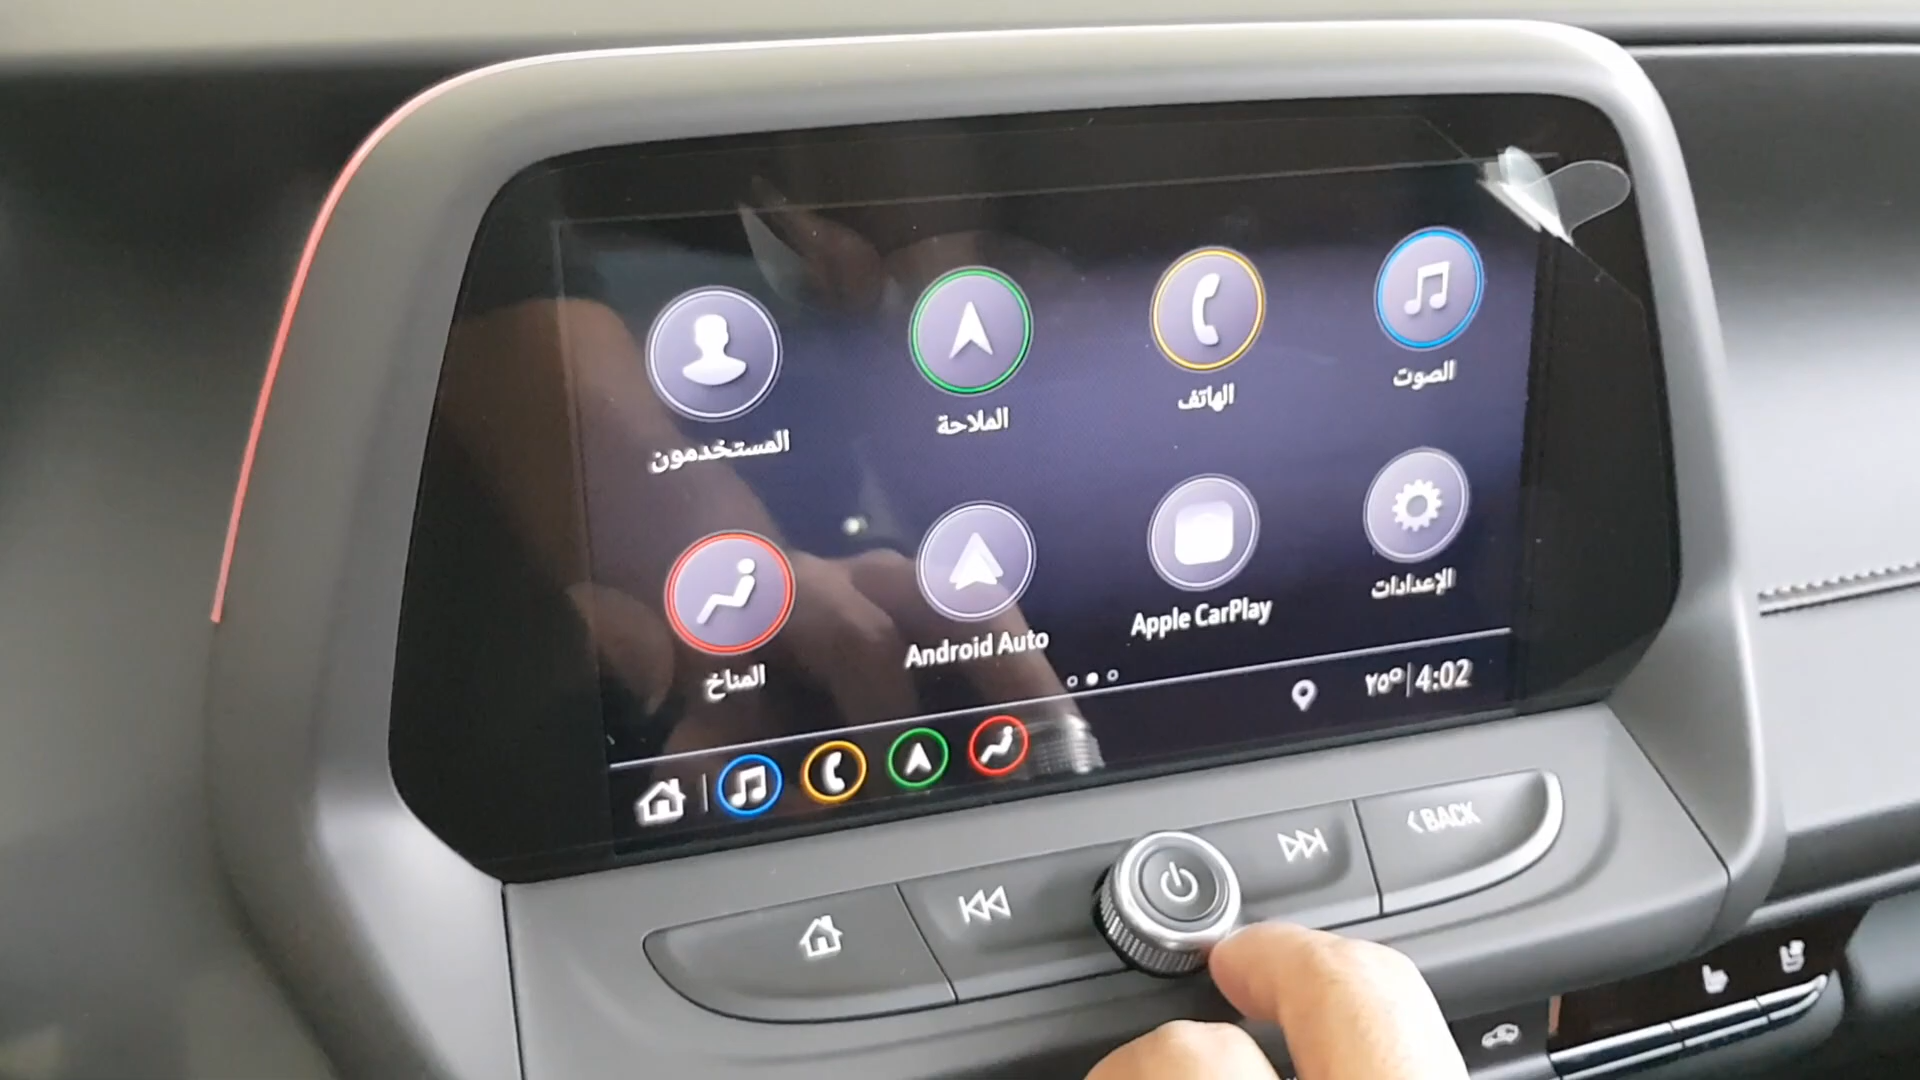 الصوت
الهاتف
الملاحة
المستخدمون
الإعدادات
Apple CarPlay
Android Auto
المناخ
٢٥° 4:02
BACK